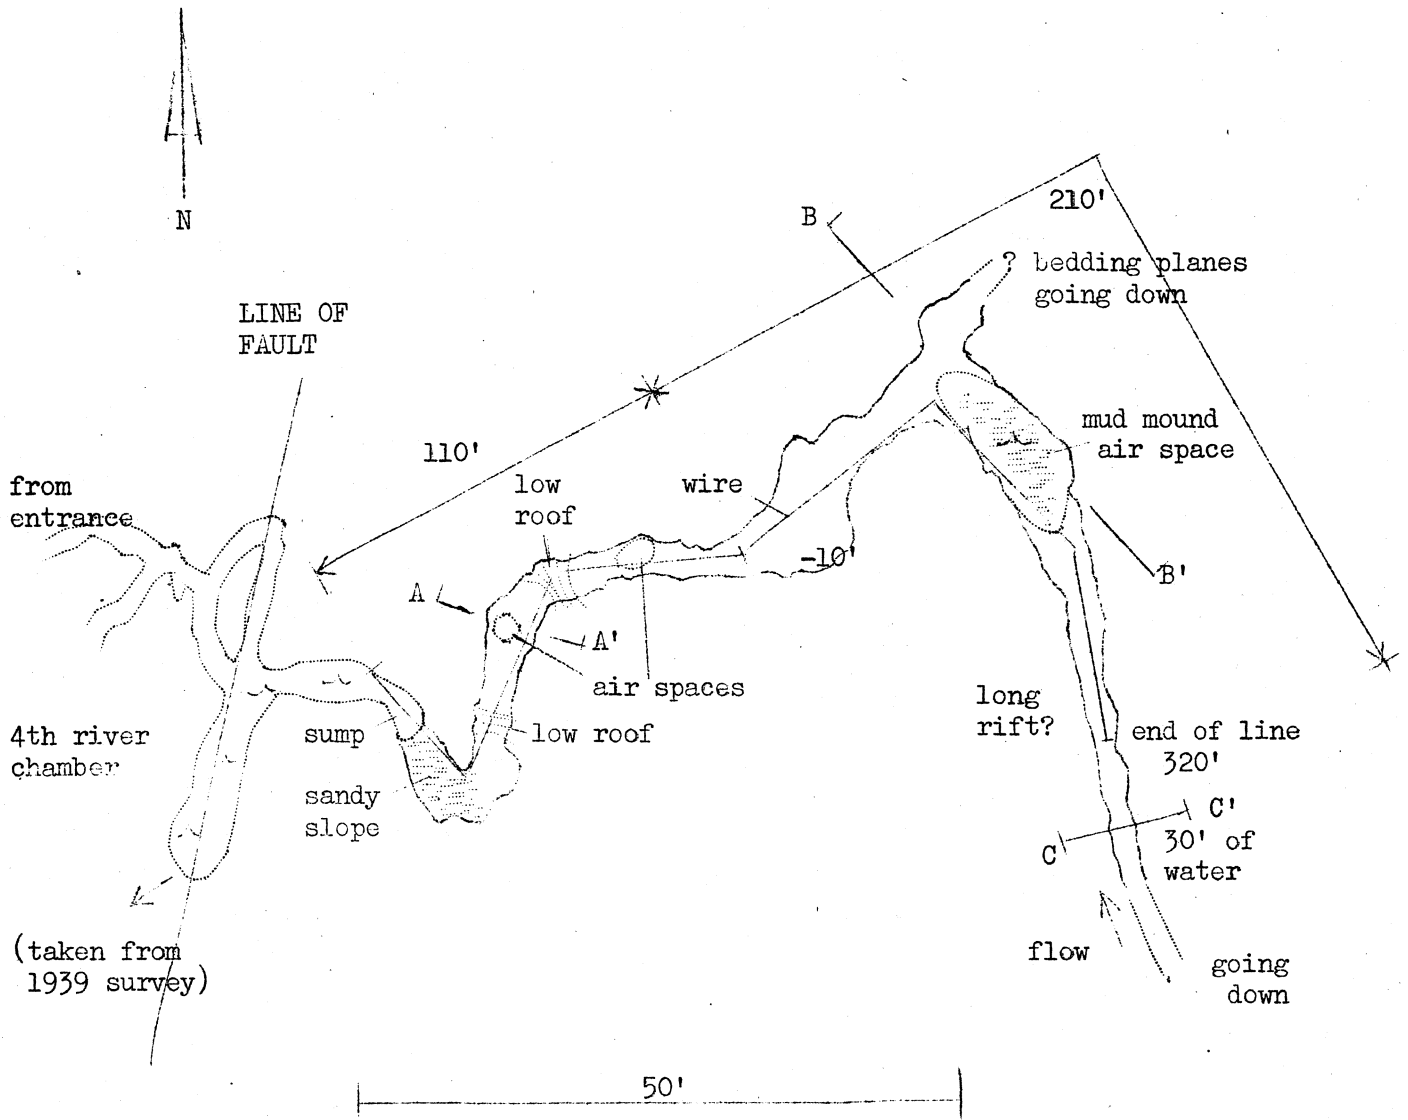 N
B
210'
? bedding planes
going down
LINE OF
FAULT
110'
mud mound
air space
from
entrance
low
roof
wire
-10'
B'
A
A'
air spaces
long
rift?
4th river
chamber
sump
low roof
end of line
320'
sandy
slope
C'
C
30' of
water
(taken from
1939 survey)
flow
going
down
50'